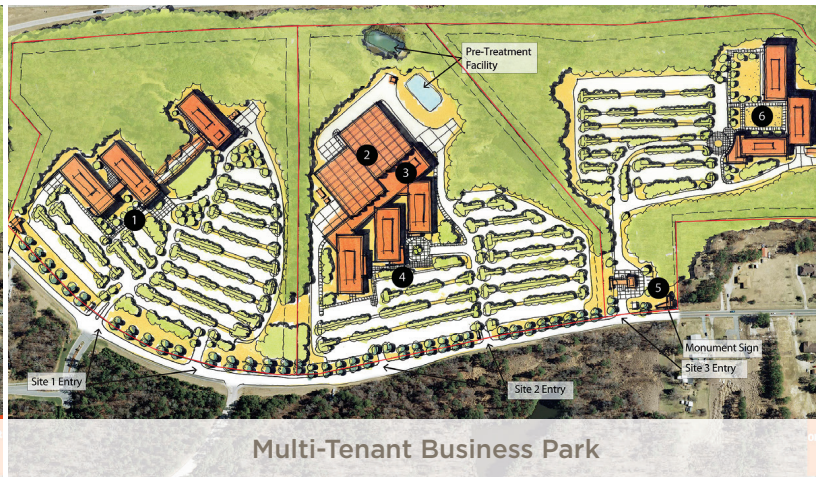 Pre-Treatment
Facility
6
2
3
1
4
5
Monument Sign
Site 3 Entry
Site 1 Entry
Site 2 Entry
Multi-Tenant Business Park